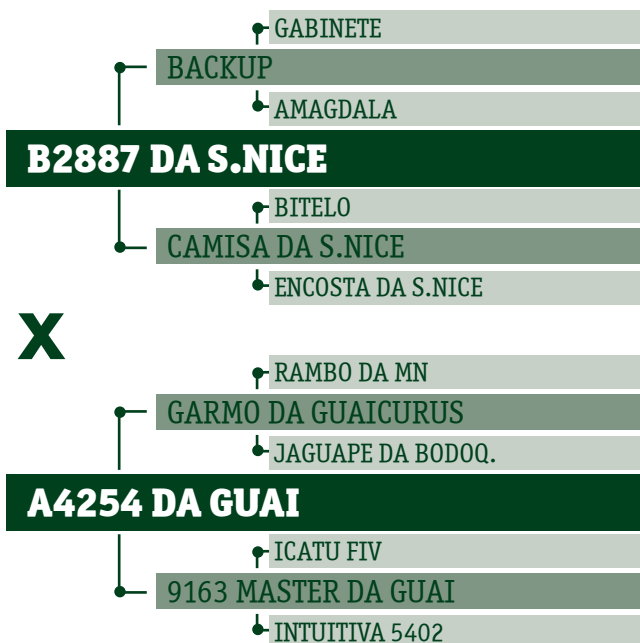 GABINETE
BACKUP
AMAGDALA
B2887 DA S.NICE
BITELO
CAMISA DA S.NICE
ENCOSTA DA S.NICE
X
RAMBO DA MN
GARMO DA GUAICURUS
JAGUAPE DA BODOQ.
A4254 DA GUAI
ICATU FIV
9163 MASTER DA GUAI
INTUITIVA 5402